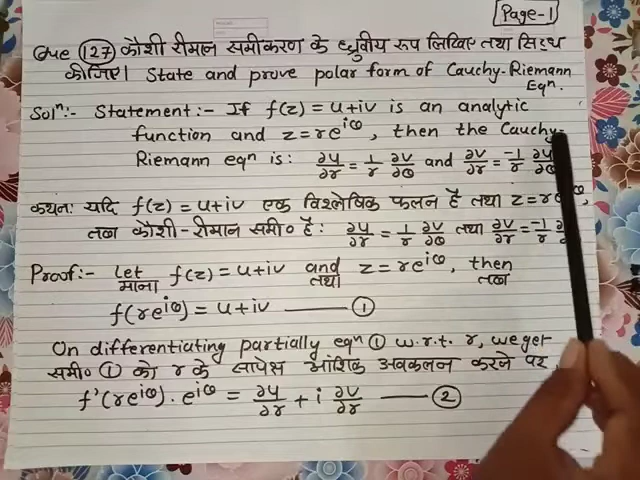 Page-1
Que 127 कौशी रीमान समीकरण के ध्रुवीय रूप लिखिए तथा सिद्ध
कीजिए। State and prove polar form of Cauchy-Riemann
Eqⁿ.
Solⁿ:- Statement:- If f(z) = u+iv is an analytic
function and z=re^{iθ}, then the Cauchy-
Riemann eqⁿ is: ∂u/∂r = 1/r ∂v/∂θ and ∂v/∂r = -1/r ∂u/∂θ
कथन: यदि f(z) = u+iv एक विश्लेषिक फलन है तथा z=re^{iθ},
तब कौशी-रीमान समी० है: ∂u/∂r = 1/r ∂v/∂θ तथा ∂v/∂r = -1/r
Proof:- Let f(z) = u+iv and z=re^{iθ}, then
माना तथा तब
f(re^{iθ}) = u+iv —— ①
On differentiating partially eqⁿ ① w.r.t. r, we get
समी० ① को r के सापेक्ष आंशिक अवकलन करने पर,
f'(re^{iθ}). e^{iθ} = ∂u/∂r + i ∂v/∂r —— ②